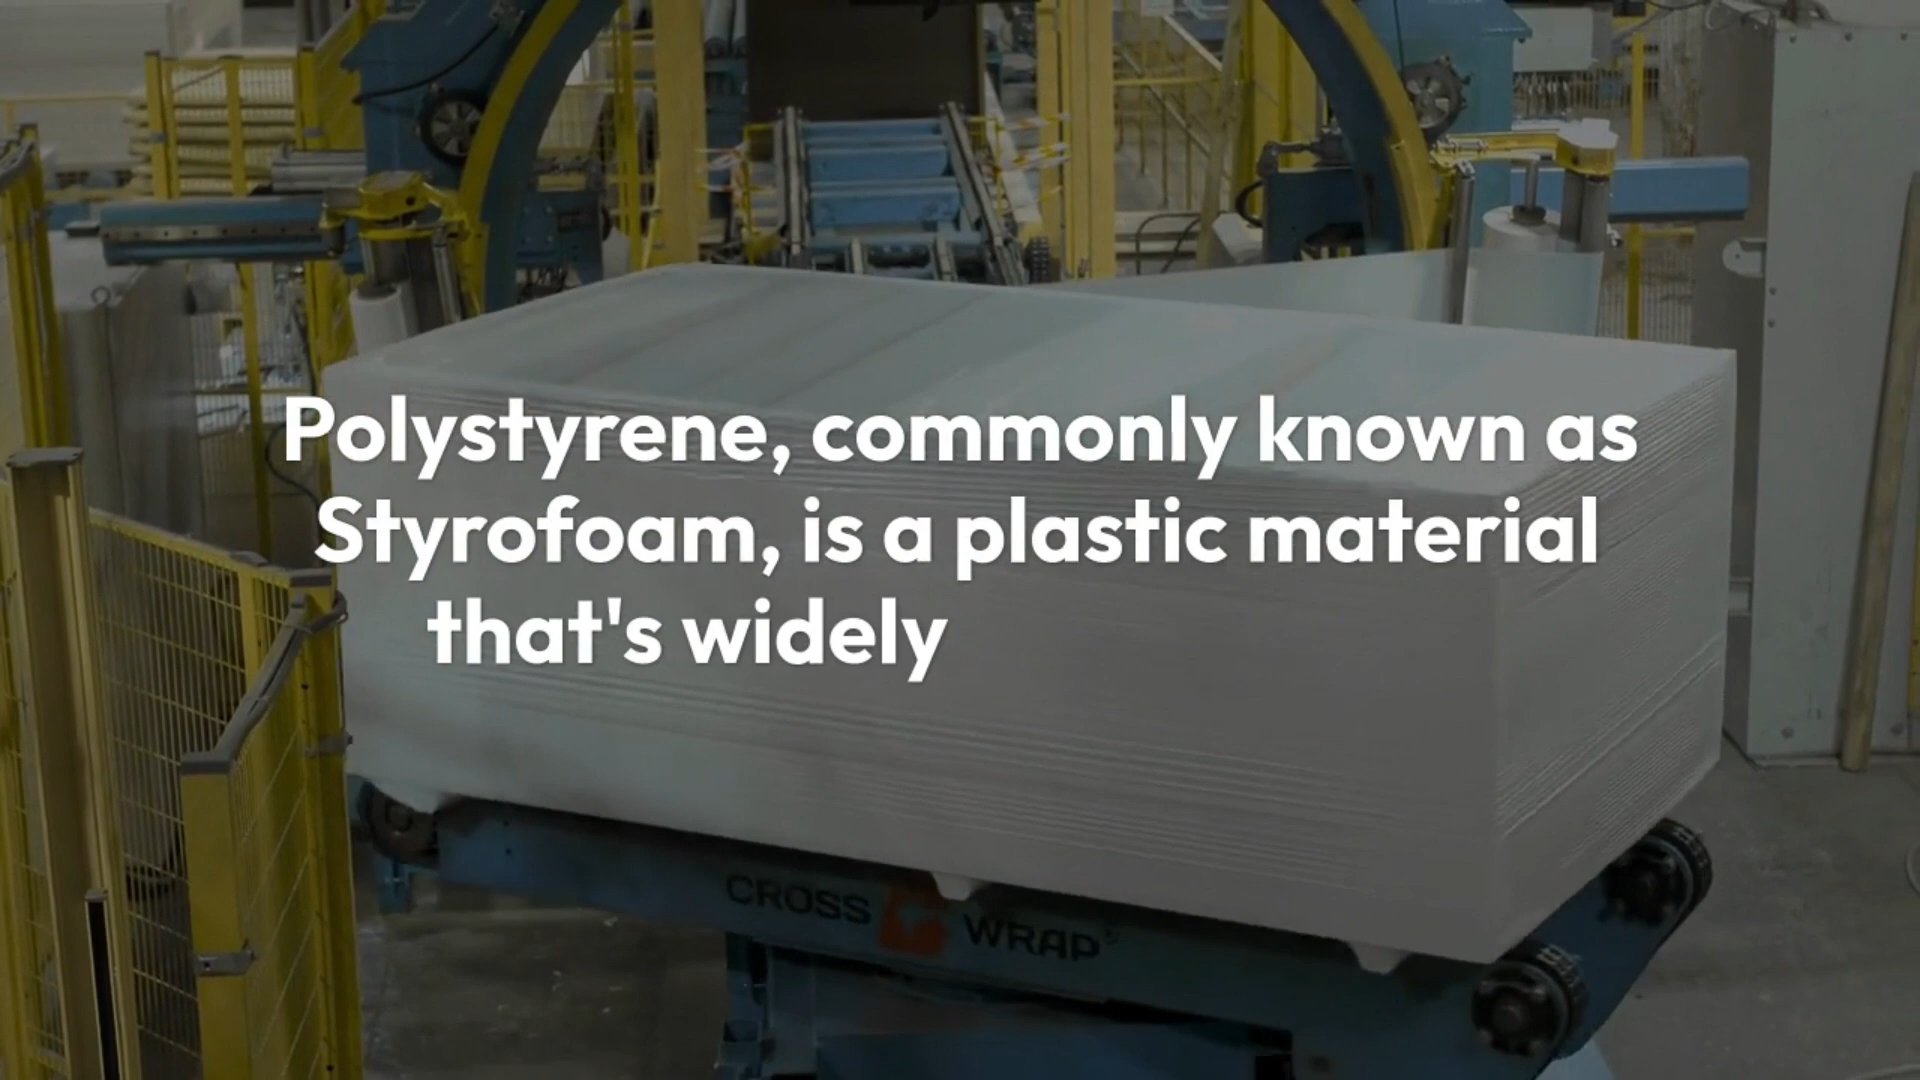 Polystyrene, commonly known as
Styrofoam, is a plastic material
that's widely
CROSS WRAP